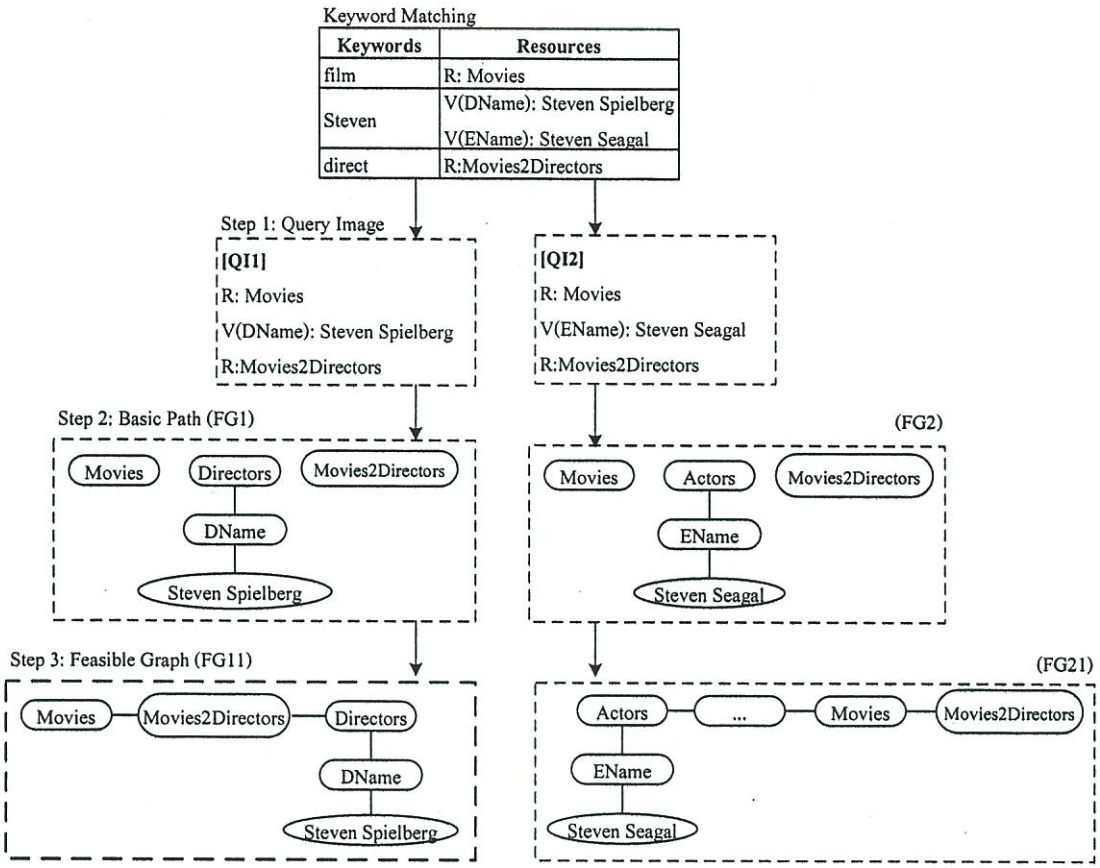 Keyword Matching
Keywords Resources
film R: Movies
Steven V(DName): Steven Spielberg
V(EName): Steven Seagal
direct R:Movies2Directors
Step 1: Query Image
[QI1]
R: Movies
V(DName): Steven Spielberg
R:Movies2Directors
[QI2]
R: Movies
V(EName): Steven Seagal
R:Movies2Directors
Step 2: Basic Path (FG1)
Movies Directors Movies2Directors
DName
Steven Spielberg
(FG2)
Movies Actors Movies2Directors
EName
Steven Seagal
Step 3: Feasible Graph (FG11)
Movies Movies2Directors Directors
DName
Steven Spielberg
(FG21)
Actors ... Movies Movies2Directors
EName
Steven Seagal